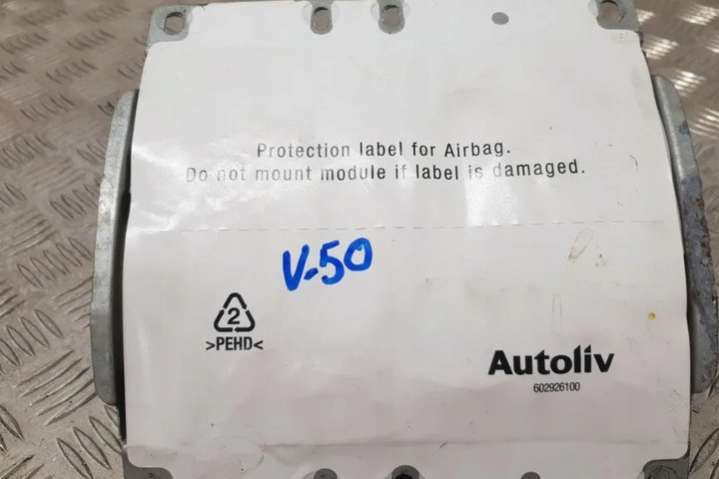 Protection label for Airbag.
Do not mount module if label is damaged.
V-50
2
>PEHD<
Autoliv
602926100